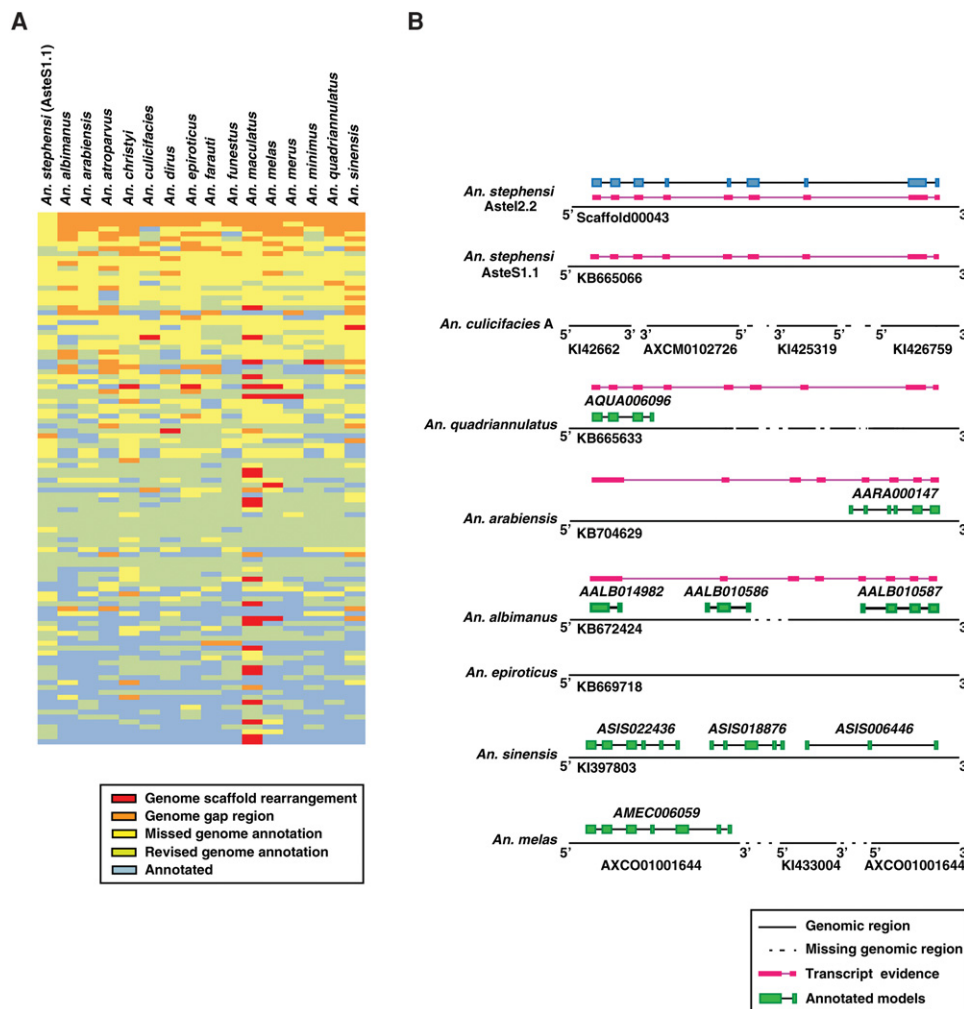 A
An. stephensi (AsteS1.1)
An. albimanus
An. arabiensis
An. atroparvus
An. christyi
An. culicifacies
An. dirus
An. epiroticus
An. farauti
An. funestus
An. maculatus
An. melas
An. merus
An. minimus
An. quadriannulatus
An. sinensis
Genome scaffold rearrangement
Genome gap region
Missed genome annotation
Revised genome annotation
Annotated
B
An. stephensi
AsteI2.2
5’ Scaffold00043 3’
An. stephensi
AsteS1.1
5’ KB665066 3’
An. culicifacies A
5’ 3’ 5’ 5’ 3’ 5’ 5’ 3’
KI42662 AXCM0102726 KI425319 KI426759
AQUA006096
An. quadriannulatus
5’ KB665633 3’
AARA000147
An. arabiensis
5’ KB704629 3’
AALB014982 AALB010586 AALB010587
An. albimanus
5’ KB672424 3’
An. epiroticus
5’ KB669718 3’
ASIS022436 ASIS018876 ASIS006446
An. sinensis
5’ KI397803 3’
AMEC006059
An. melas
5’ 3’ 5’ 3’ 5’ 3’
AXCO01001644 KI433004 AXCO01001644
Genomic region
Missing genomic region
Transcript evidence
Annotated models